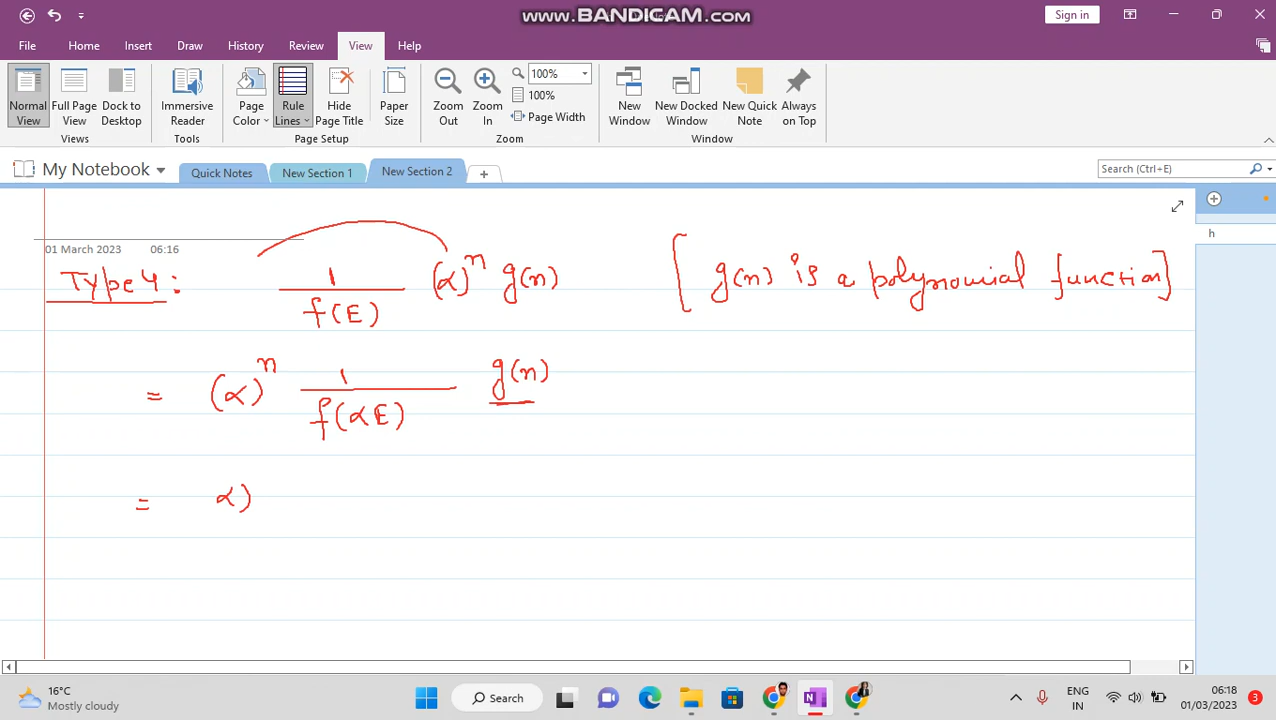 www.BANDICAM.com
Sign in
File Home Insert Draw History Review View Help
Normal View
Full Page View
Dock to Desktop
Immersive Reader
Page Color
Rule Lines
Hide Page Title
Paper Size
Zoom Out
Zoom In
100%
100%
Page Width
New Window
New Docked Window
New Quick Note
Always on Top
Views
Tools
Page Setup
Zoom
Window
My Notebook
Quick Notes
New Section 1
New Section 2
Search (Ctrl+E)
h
01 March 2023 06:16
Type 4: 1/f(E) (α)^n g(n) [g(n) is a polynomial function]
= (α)^n 1/f(αE) g(n)
= α)
16°C
Mostly cloudy
Search
ENG
IN
06:18
01/03/2023
3